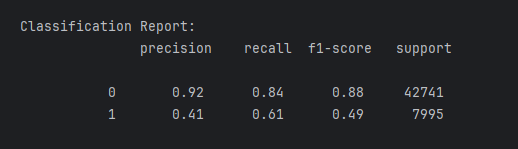 Classification Report:
precision recall f1-score support
0 0.92 0.84 0.88 42741
1 0.41 0.61 0.49 7995